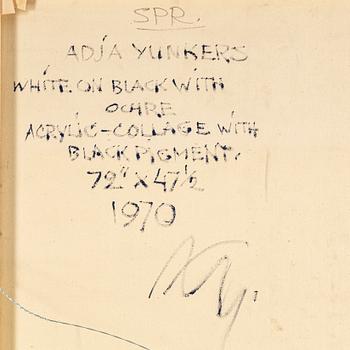 SPR.
ADJA YUNKERS
WHITE ON BLACK WITH
OCHRE
ACRYLIC-COLLAGE WITH
BLACK PIGMENT.
72" X 47½
1970